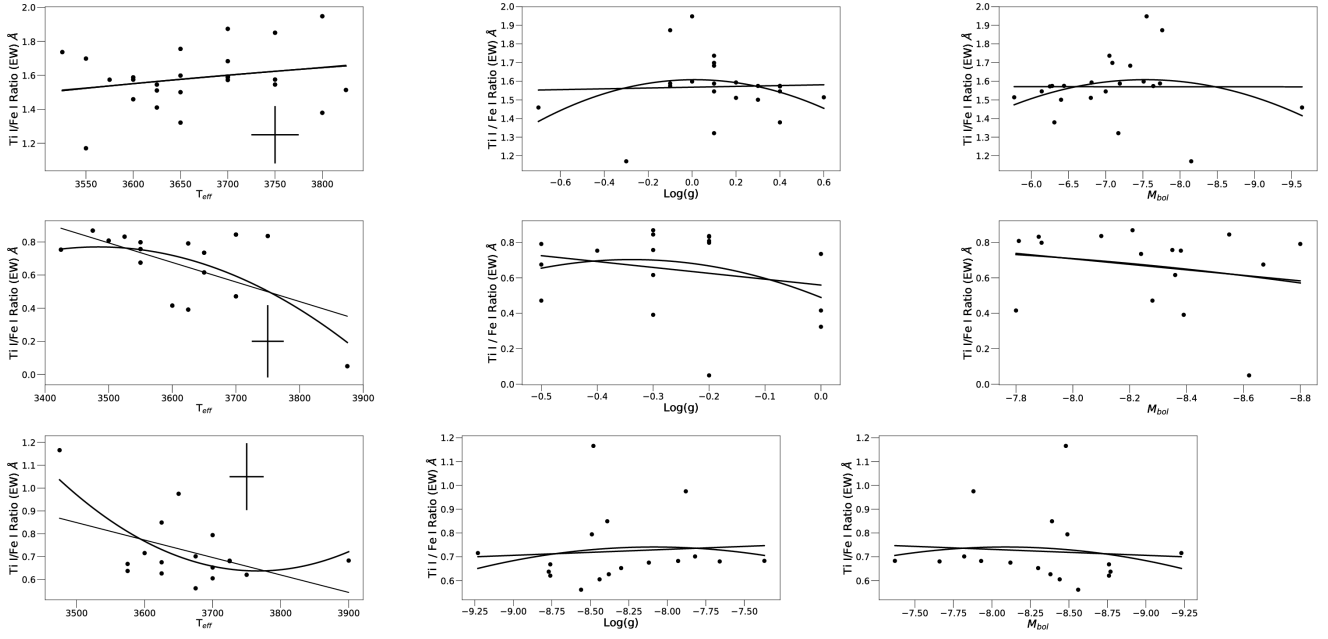 2.0
1.8
1.6
1.4
1.2
3550 3600 3650 3700 3750 3800
T_eff
Ti I/Fe I Ratio (EW) Å
2.0
1.9
1.8
1.7
1.6
1.5
1.4
1.3
1.2
−0.6 −0.4 −0.2 0.0 0.2 0.4 0.6
Log(g)
Ti I / Fe I Ratio (EW) Å
2.0
1.9
1.8
1.7
1.6
1.5
1.4
1.3
1.2
−6.0 −6.5 −7.0 −7.5 −8.0 −8.5 −9.0 −9.5
M_bol
Ti I/Fe I Ratio (EW) Å
0.8
0.6
0.4
0.2
0.0
3400 3500 3600 3700 3800 3900
T_eff
Ti I/Fe I Ratio (EW) Å
0.8
0.6
0.4
0.2
0.0
−0.5 −0.4 −0.3 −0.2 −0.1 0.0
Log(g)
Ti I / Fe I Ratio (EW) Å
0.8
0.6
0.4
0.2
0.0
−7.8 −8.0 −8.2 −8.4 −8.6 −8.8
M_bol
Ti I/Fe I Ratio (EW) Å
1.2
1.1
1.0
0.9
0.8
0.7
0.6
3500 3600 3700 3800 3900
T_eff
Ti I/Fe I Ratio (EW) Å
1.2
1.1
1.0
0.9
0.8
0.7
0.6
−9.25 −9.00 −8.75 −8.50 −8.25 −8.00 −7.75 −7.50
Log(g)
Ti I / Fe I Ratio (EW) Å
1.2
1.1
1.0
0.9
0.8
0.7
0.6
−7.50 −7.75 −8.00 −8.25 −8.50 −8.75 −9.00 −9.25
M_bol
Ti I/Fe I Ratio (EW) Å